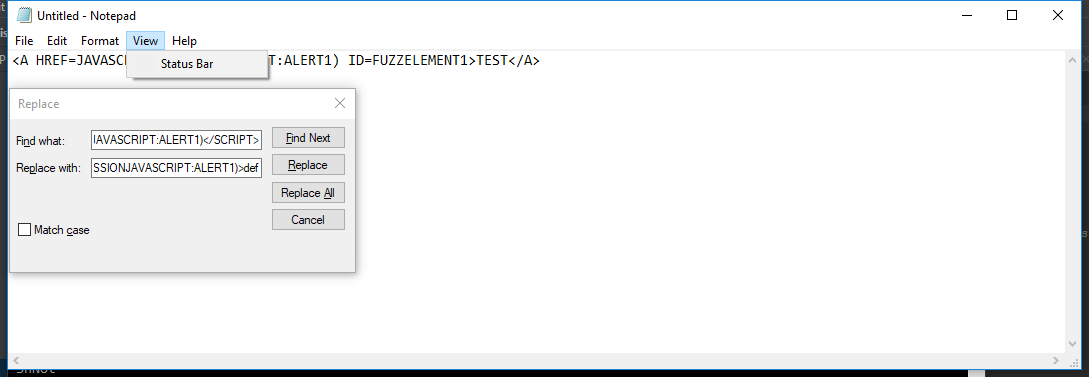 Untitled - Notepad
File Edit Format View Help
<A HREF=JAVASC T:ALERT1) ID=FUZZELEMENT1>TEST</A>
Status Bar
Replace
Find what: IAVASCRIPT:ALERT1)</SCRIPT> Find Next
Replace with: SSIONJAVASCRIPT:ALERT1)>def Replace
Replace All
Cancel
Match case